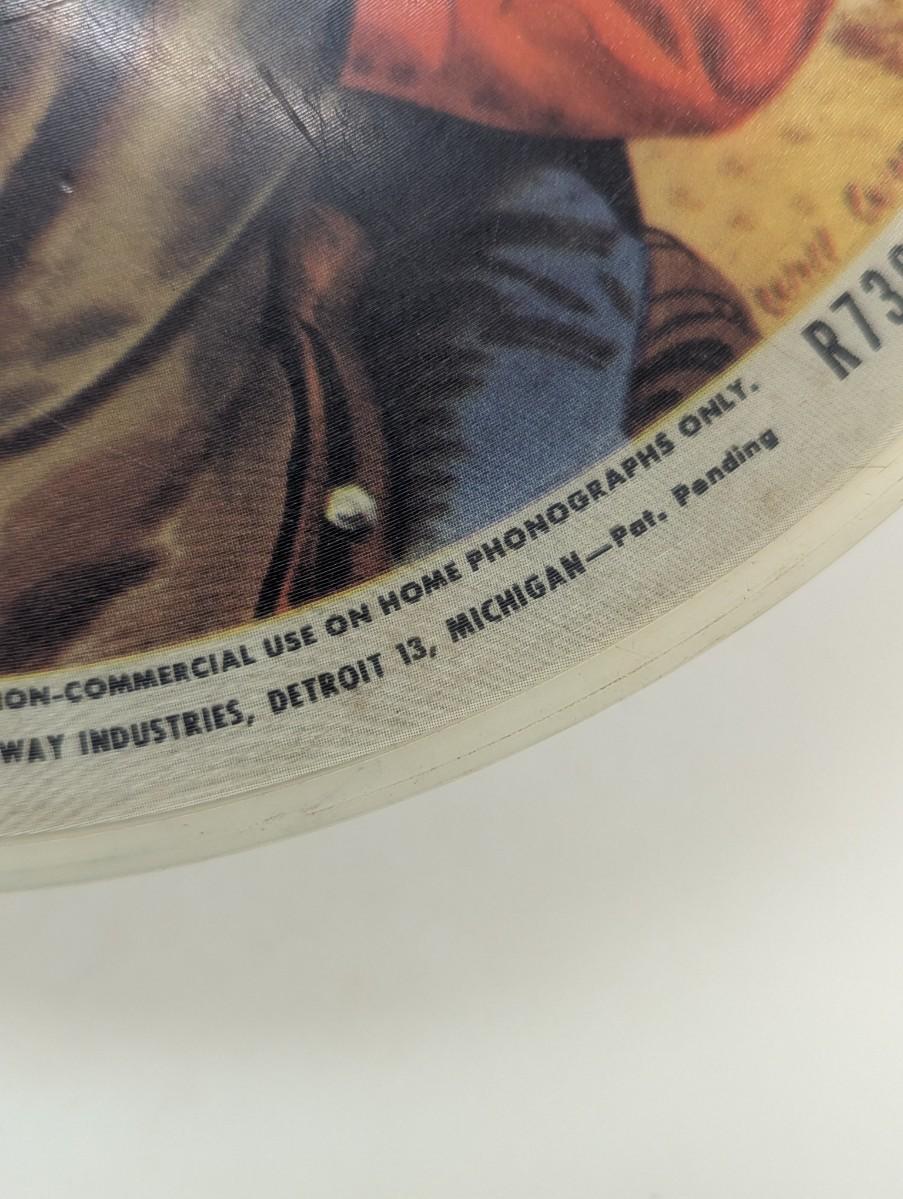 R73
ON-COMMERCIAL USE ON HOME PHONOGRAPHS ONLY.
WAY INDUSTRIES, DETROIT 13, MICHIGAN—Pat. Pending